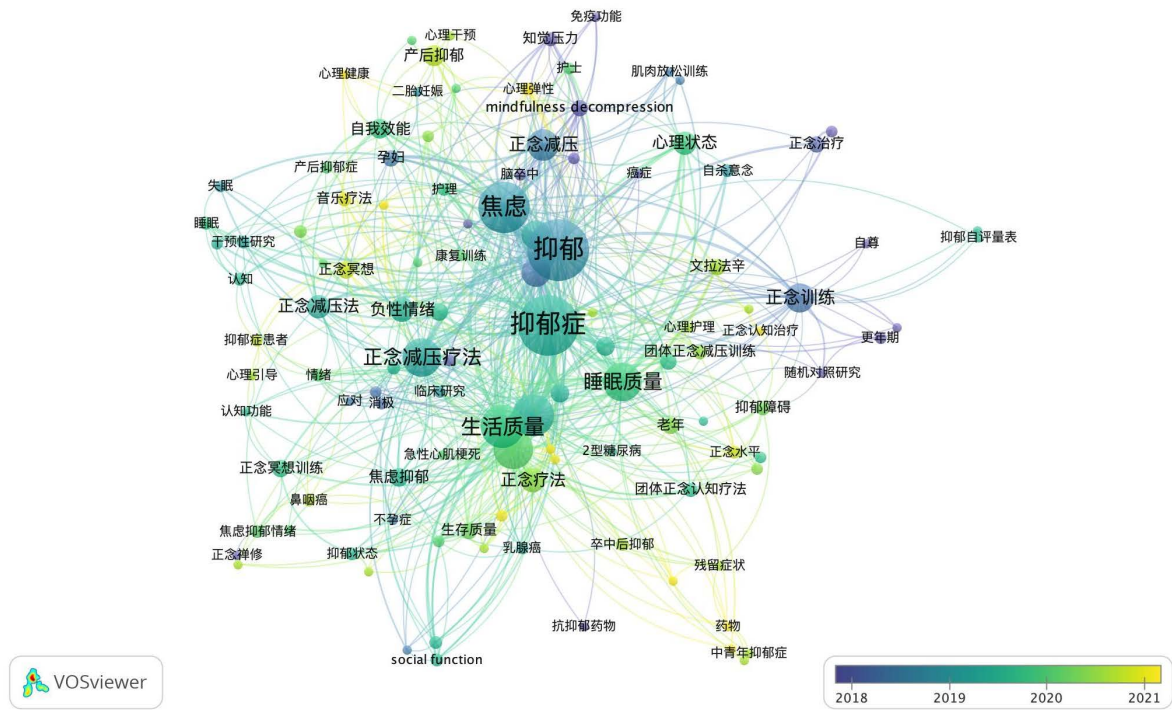 免疫功能
心理干预
知觉压力
产后抑郁
护士
心理健康
肌肉放松训练
心理弹性
二胎妊娠
mindfulness decompression
自我效能
正念减压
心理状态
正念治疗
孕妇
产后抑郁症
脑卒中
癌症
自杀意念
失眠
护理
音乐疗法
焦虑
睡眠
干预性研究
抑郁
自尊
抑郁自评量表
康复训练
正念冥想
文拉法辛
认知
正念训练
正念减压法
负性情绪
抑郁症
心理护理
正念认知治疗
抑郁症患者
更年期
团体正念减压训练
正念减压疗法
心理引导
情绪
随机对照研究
睡眠质量
临床研究
应对
消极
认知功能
抑郁障碍
生活质量
老年
急性心肌梗死
2型糖尿病
正念水平
正念冥想训练
焦虑抑郁
正念疗法
团体正念认知疗法
鼻咽癌
不孕症
焦虑抑郁情绪
生存质量
正念禅修
抑郁状态
乳腺癌
卒中后抑郁
残留症状
抗抑郁药物
药物
social function
中青年抑郁症
VOSviewer
2018
2019
2020
2021